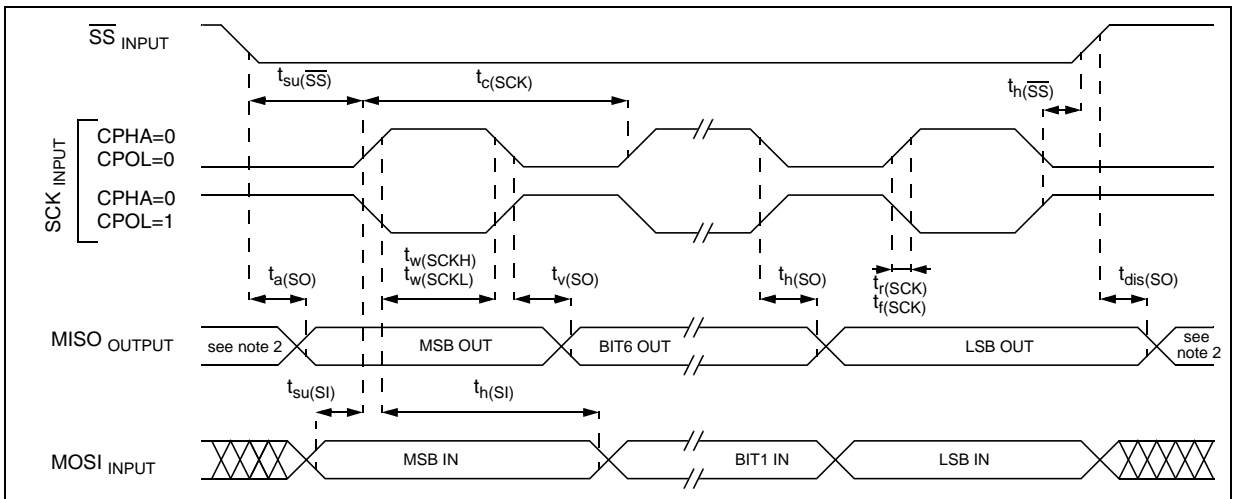 SS INPUT
tsu(SS)
tc(SCK)
th(SS)
SCK INPUT
CPHA=0
CPOL=0
CPHA=0
CPOL=1
ta(SO)
tw(SCKH)
tw(SCKL)
tv(SO)
th(SO)
tr(SCK)
tf(SCK)
tdis(SO)
MISO OUTPUT
see note 2
MSB OUT
BIT6 OUT
LSB OUT
see
note 2
tsu(SI)
th(SI)
MOSI INPUT
MSB IN
BIT1 IN
LSB IN